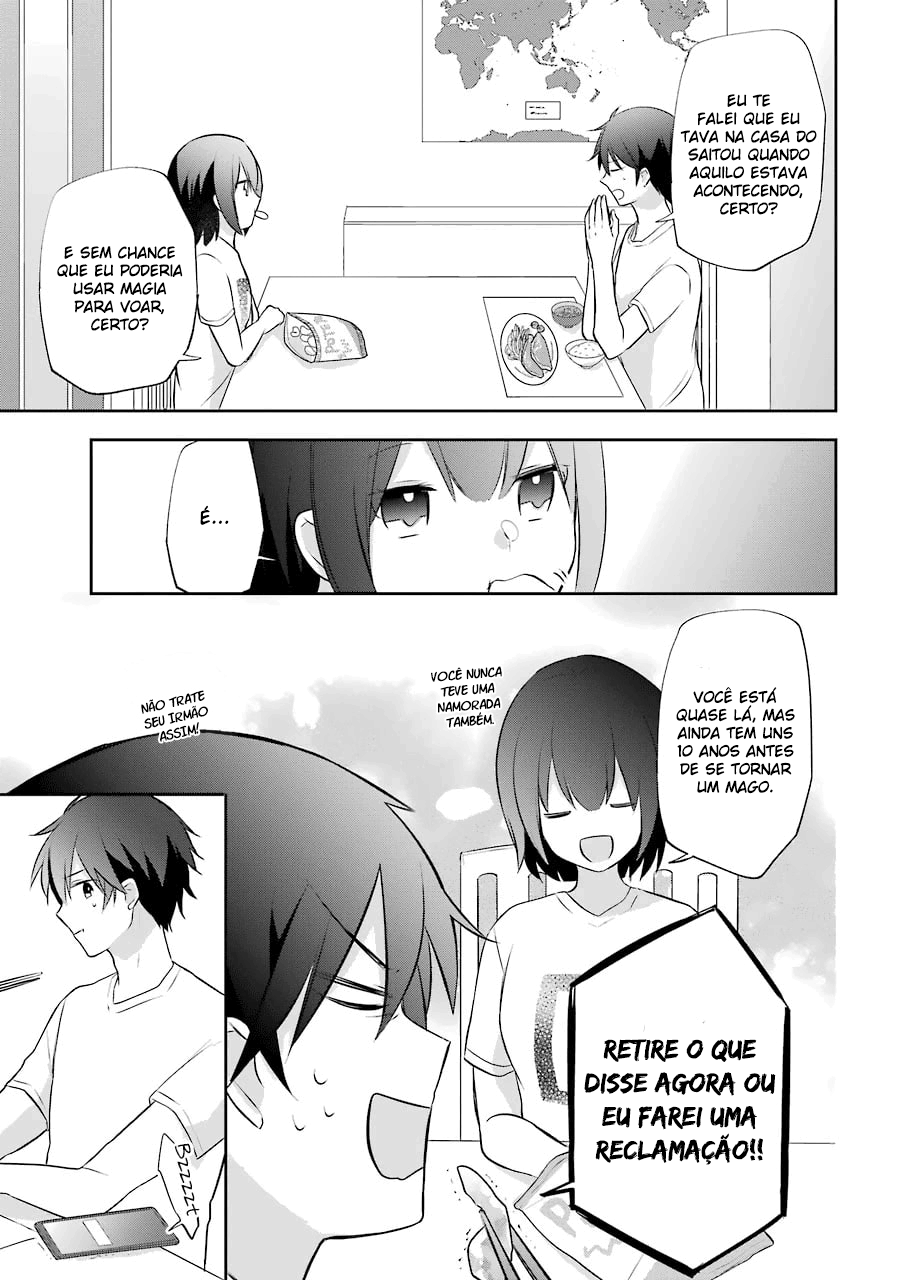 EU TE
FALEI QUE EU
TAVA NA CASA DO
SAITOU QUANDO
AQUILO ESTAVA
ACONTECENDO,
CERTO?
E SEM CHANCE
QUE EU PODERIA
USAR MAGIA
PARA VOAR,
CERTO?
É...
VOCÊ ESTÁ
QUASE LÁ, MAS
AINDA TEM UNS
10 ANOS ANTES
DE SE TORNAR
UM MAGO.
VOCÊ NUNCA
TEVE UMA
NAMORADA
TAMBÉM.
NÃO TRATE
SEU IRMÂO
ASSIM!
RETIRE O QUE
DISSE AGORA OU
EU FAREI UMA
RECLAMAÇÃO!!
Bzzzzzt